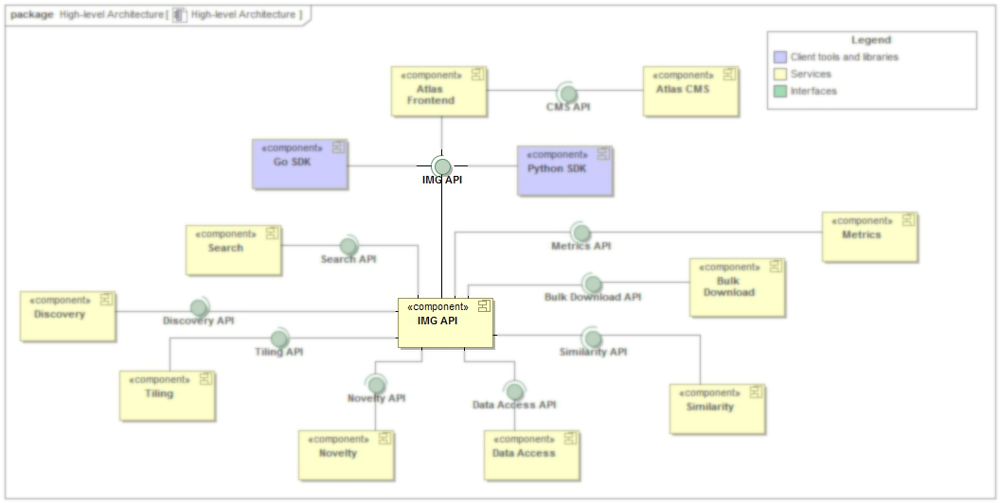 package High-level Architecture[ High-level Architecture ]
Legend
Client tools and libraries
Services
Interfaces
«component»
Atlas
Frontend
CMS API
«component»
Atlas CMS
«component»
Go SDK
IMG API
«component»
Python SDK
«component»
Search
Search API
Metrics API
«component»
Metrics
«component»
Discovery
Discovery API
«component»
IMG API
Bulk Download API
«component»
Bulk
Download
Tiling API
«component»
Tiling
Similarity API
«component»
Similarity
Novelty API
«component»
Novelty
Data Access API
«component»
Data Access